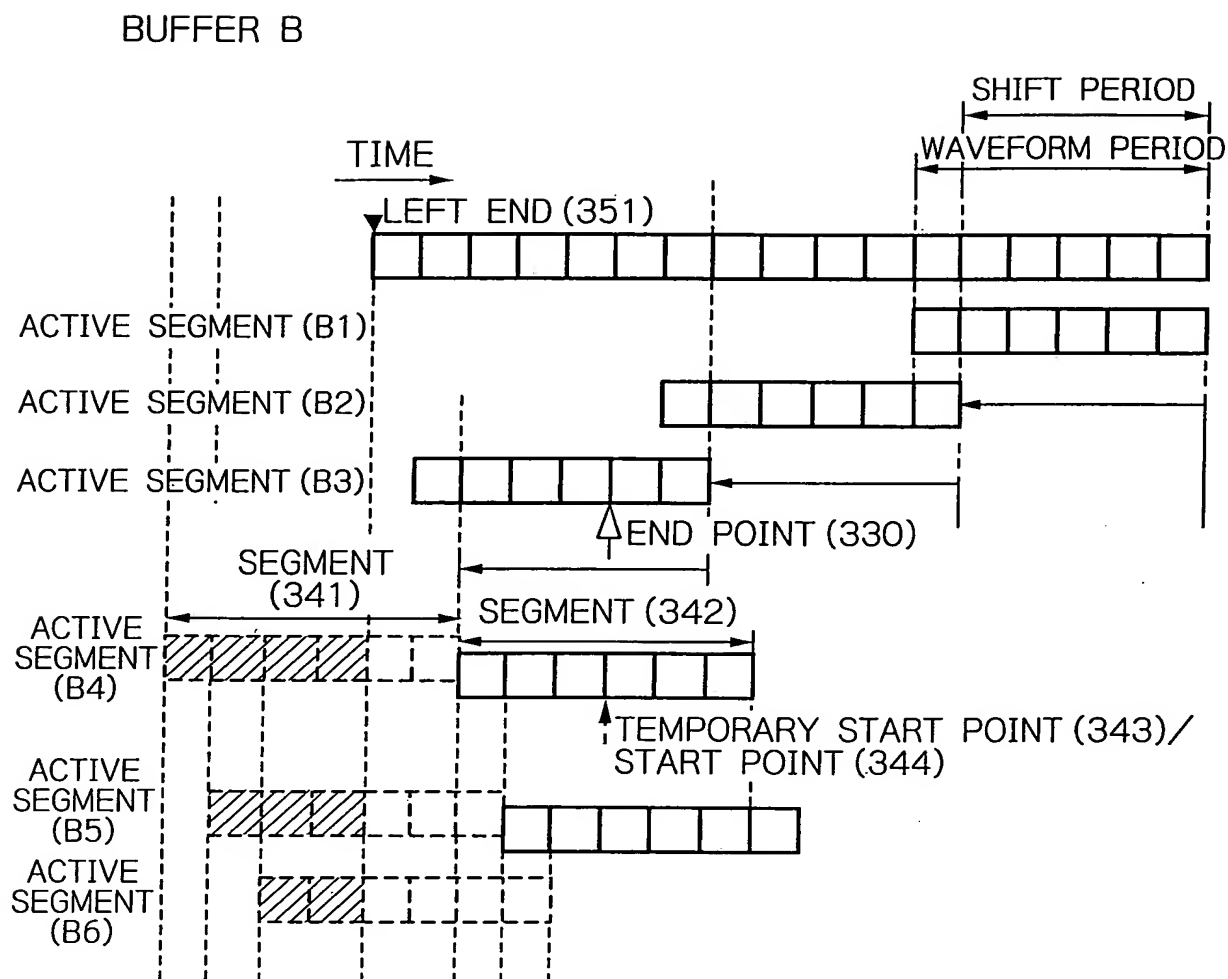 BUFFER B
SHIFT PERIOD
WAVEFORM PERIOD
TIME
LEFT END (351)
ACTIVE SEGMENT (B1)
ACTIVE SEGMENT (B2)
ACTIVE SEGMENT (B3)
END POINT (330)
SEGMENT
(341)
SEGMENT (342)
ACTIVE
SEGMENT
(B4)
TEMPORARY START POINT (343)/
START POINT (344)
ACTIVE
SEGMENT
(B5)
ACTIVE
SEGMENT
(B6)